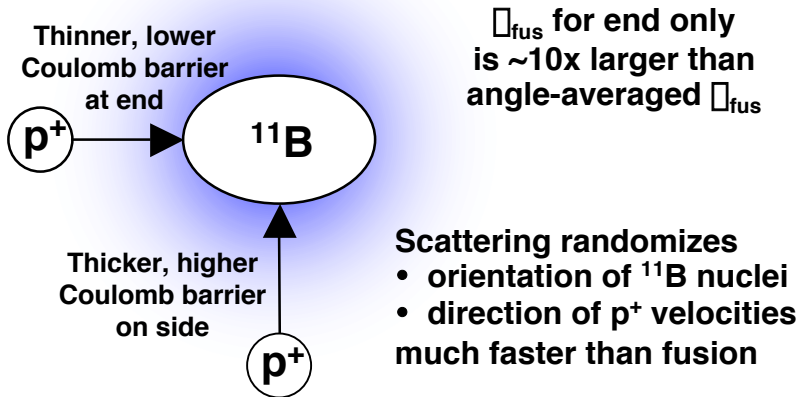 Thinner, lower
Coulomb barrier
at end
p⁺
¹¹B
Thicker, higher
Coulomb barrier
on side
p⁺
□fus for end only
is ~10x larger than
angle-averaged □fus
Scattering randomizes
• orientation of ¹¹B nuclei
• direction of p⁺ velocities
much faster than fusion